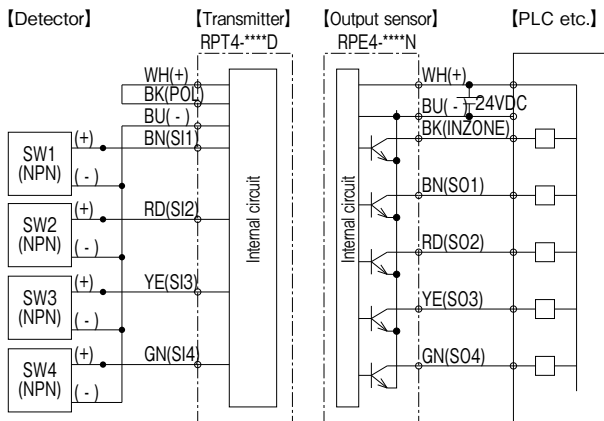 【Detector】
【Transmitter】
【Output sensor】
【PLC etc.】
RPT4-****D
RPE4-****N
WH(+)
BK(POL)
BU( - )
BN(SI1)
RD(SI2)
YE(SI3)
GN(SI4)
SW1
(NPN)
(+)
( - )
SW2
(NPN)
(+)
( - )
SW3
(NPN)
(+)
( - )
SW4
(NPN)
(+)
( - )
Internal circuit
Internal circuit
WH(+)
BU( - )
24VDC
BK(INZONE)
BN(SO1)
RD(SO2)
YE(SO3)
GN(SO4)